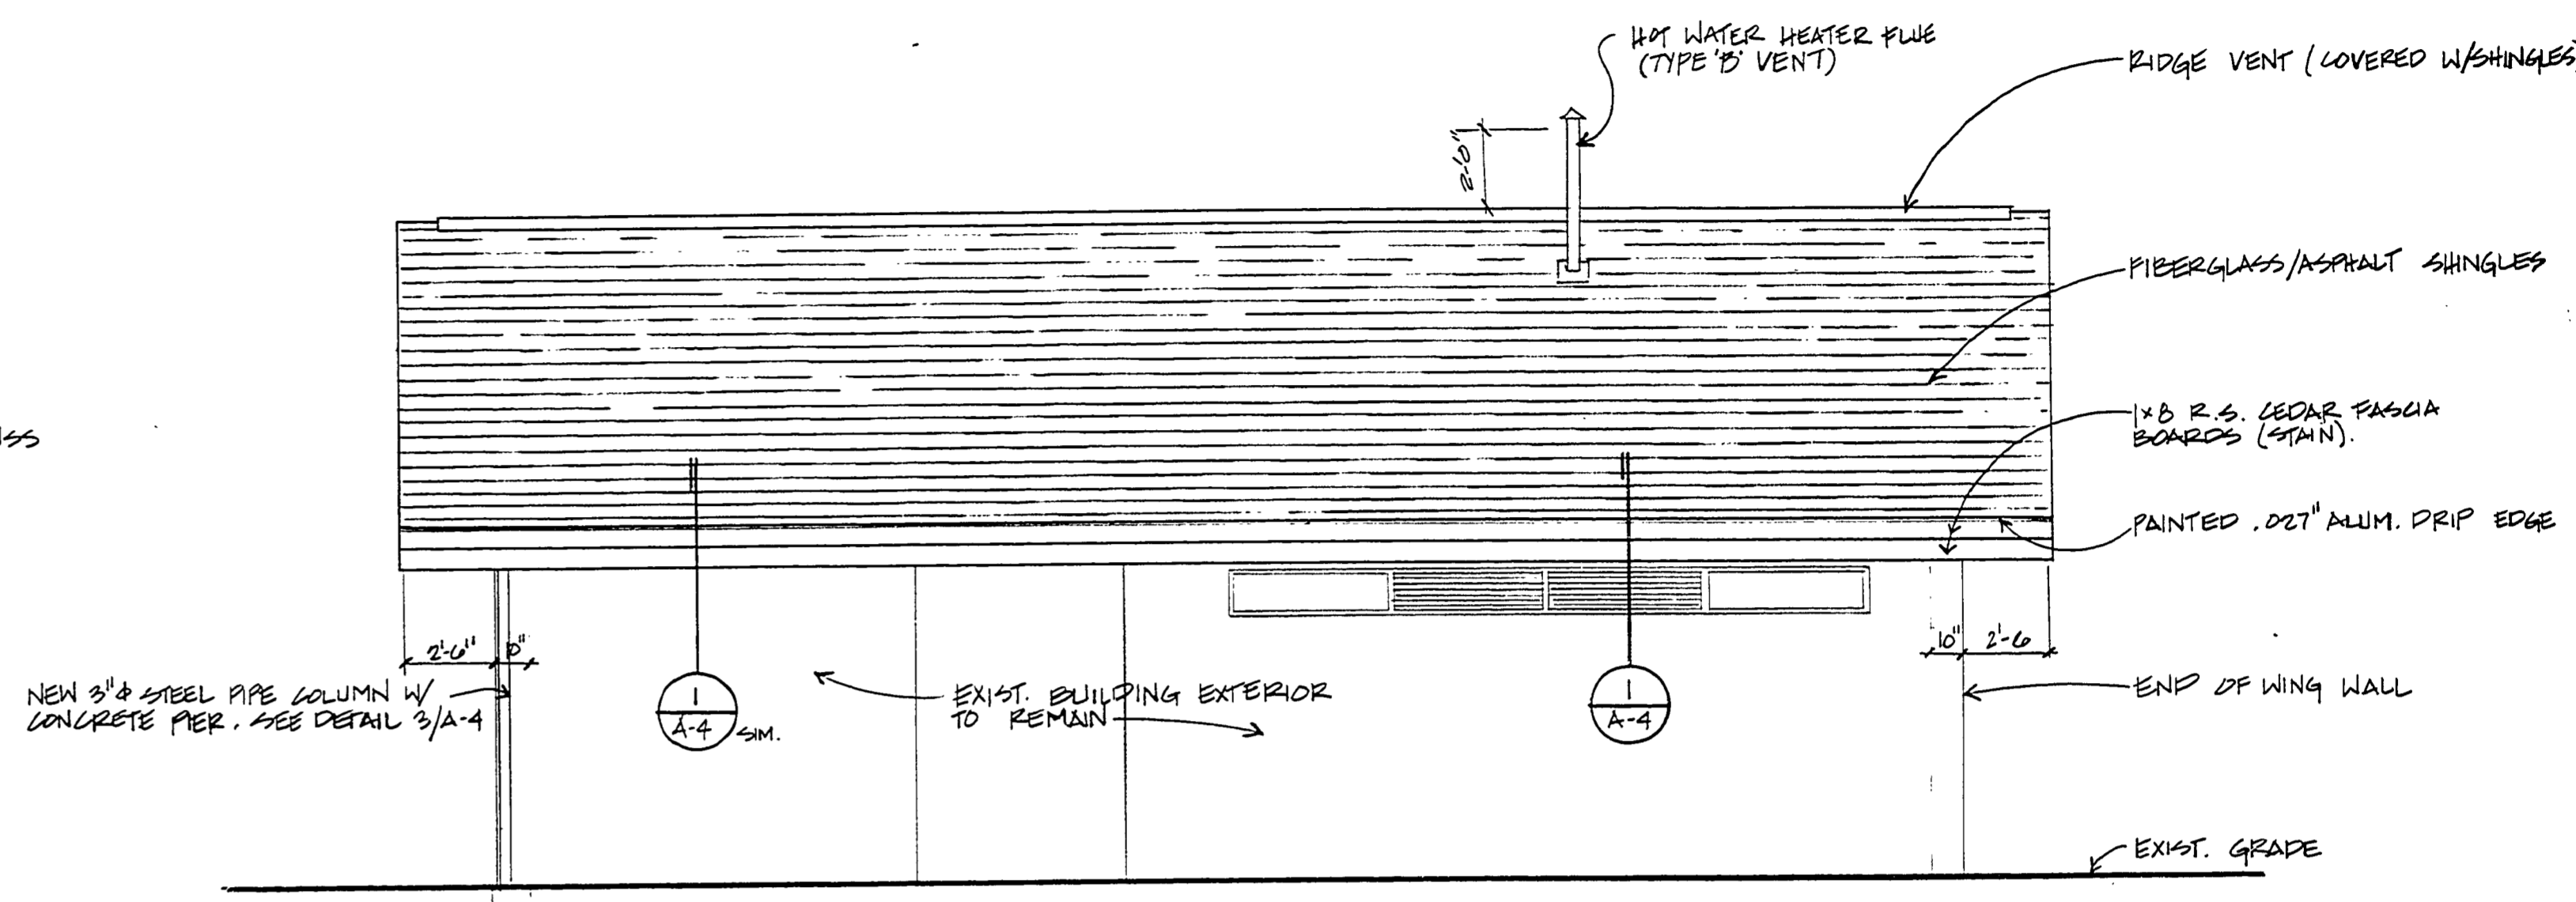 HOT WATER HEATER FLUE
(TYPE 'B' VENT)
RIDGE VENT (COVERED W/SHINGLES)
2'-0"
FIBERGLASS/ASPHALT SHINGLES
1x8 R.S. CEDAR FASCIA
BOARDS (STAIN).
PAINTED .027" ALUM. DRIP EDGE
2'-6"
10"
2'-6
NEW 3"ϕ STEEL PIPE COLUMN W/
CONCRETE PIER. SEE DETAIL 3/A-4
1
A-4
SIM.
EXIST. BUILDING EXTERIOR
TO REMAIN
1
A-4
END OF WING WALL
EXIST. GRADE